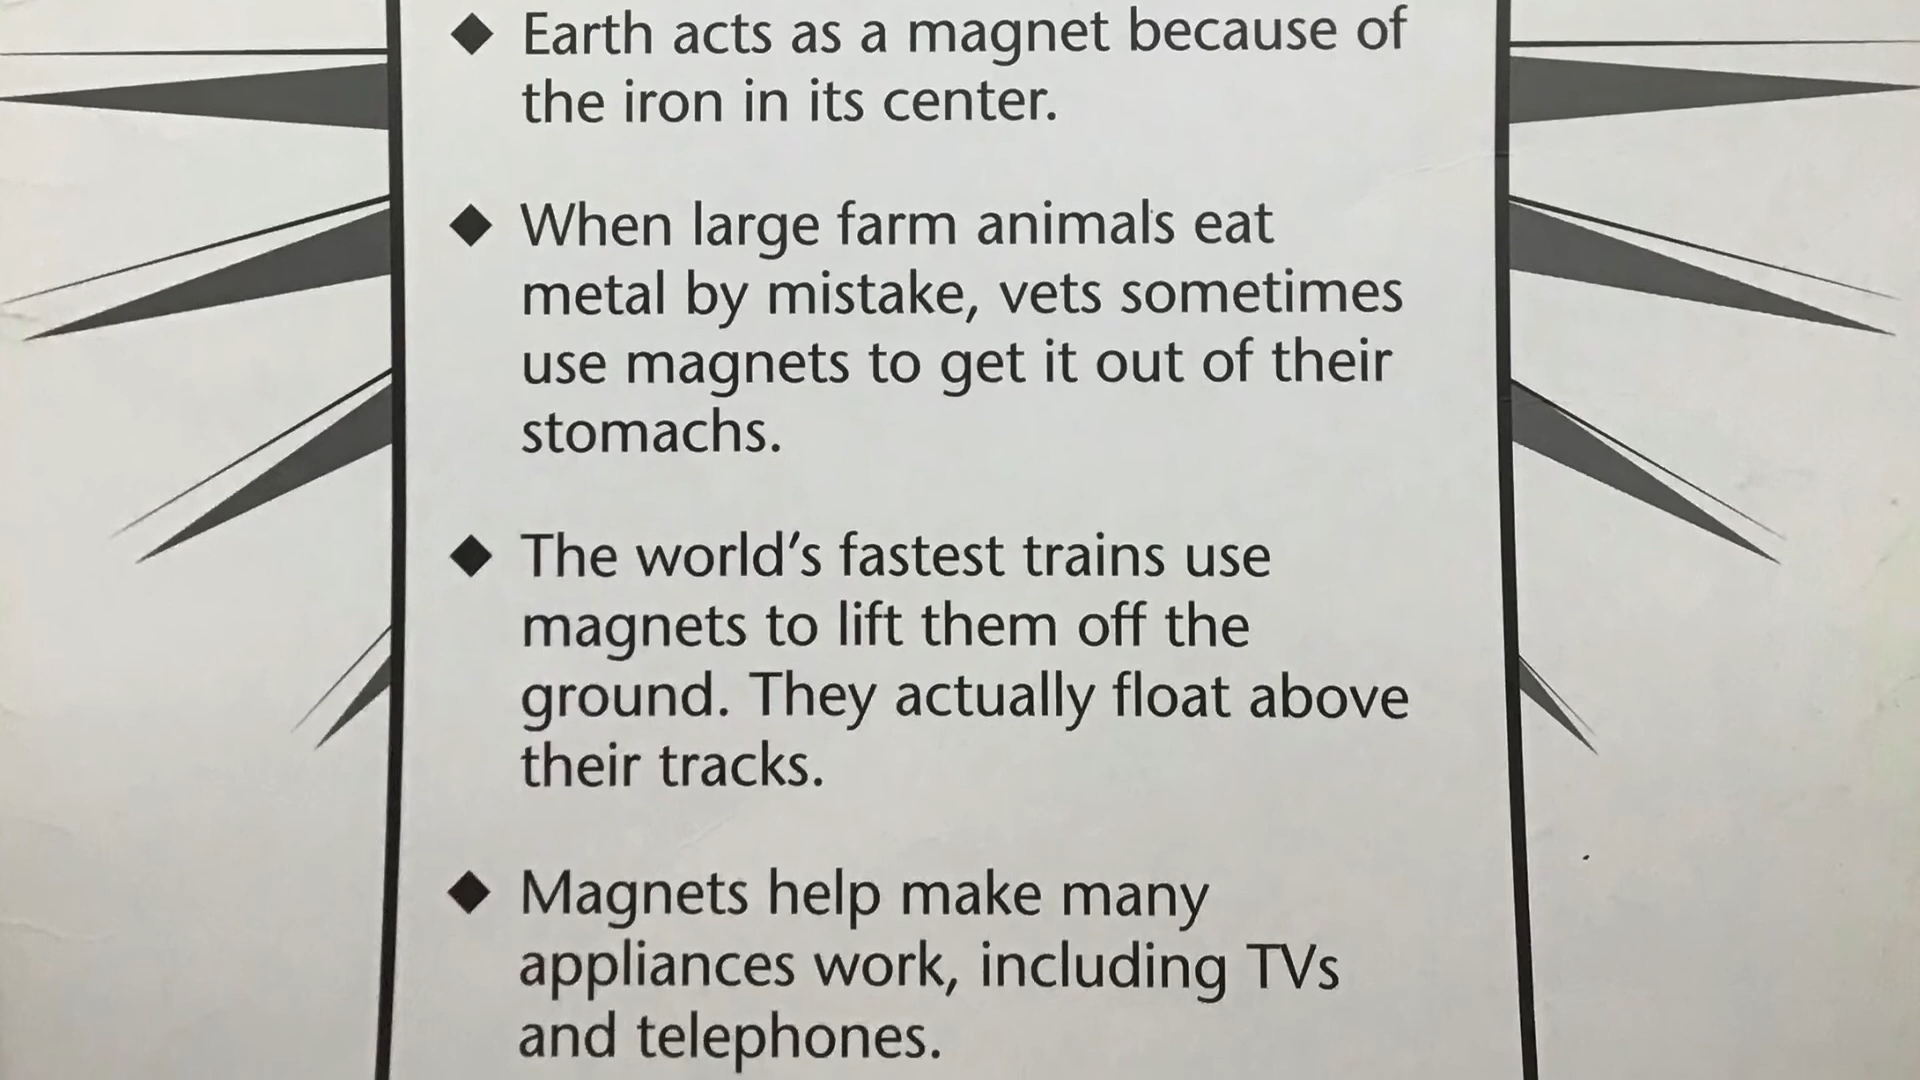 ◆ Earth acts as a magnet because of
the iron in its center.
◆ When large farm animals eat
metal by mistake, vets sometimes
use magnets to get it out of their
stomachs.
◆ The world's fastest trains use
magnets to lift them off the
ground. They actually float above
their tracks.
◆ Magnets help make many
appliances work, including TVs
and telephones.